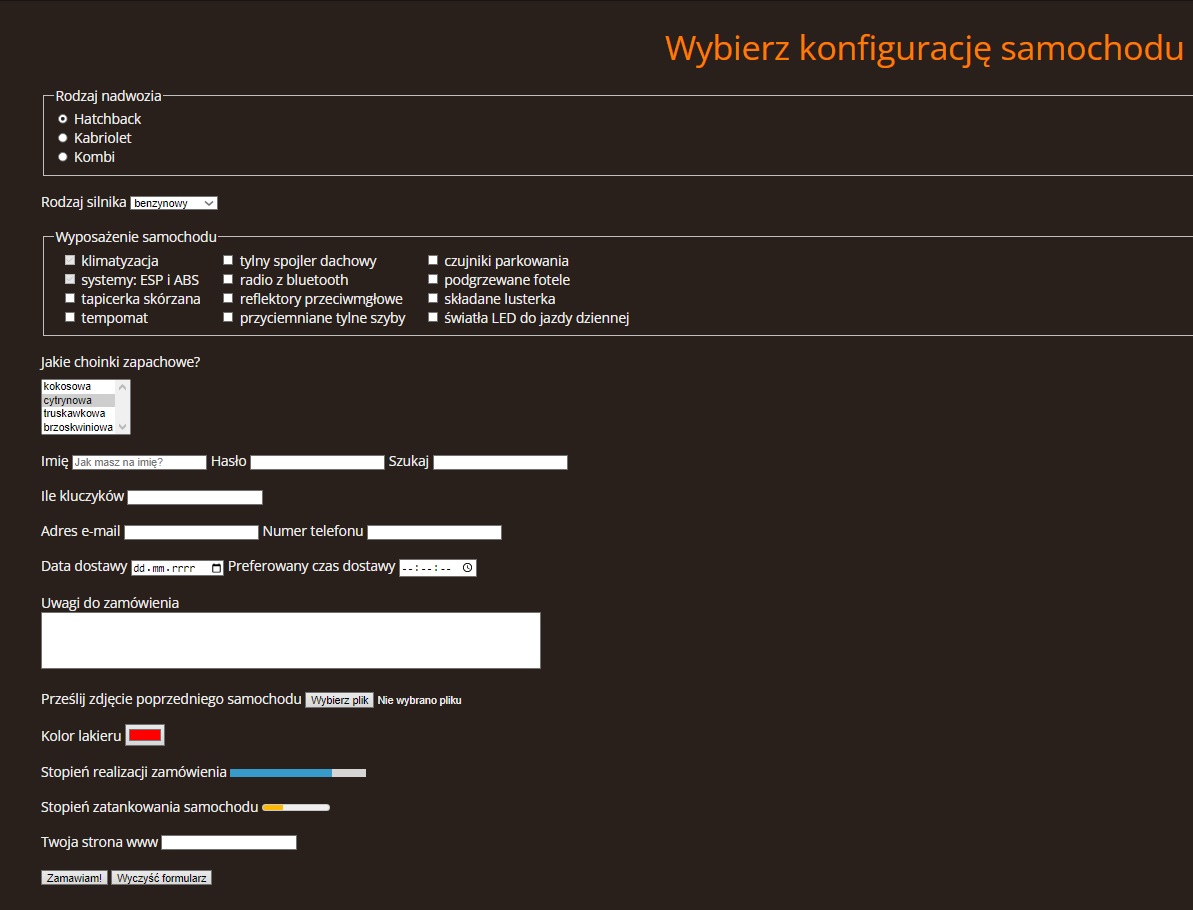 Wybierz konfigurację samochodu
Rodzaj nadwozia
Hatchback
Kabriolet
Kombi
Rodzaj silnika benzynowy
Wyposażenie samochodu
klimatyzacja tylny spojler dachowy czujniki parkowania
systemy: ESP i ABS radio z bluetooth podgrzewane fotele
tapicerka skórzana reflektory przeciwmgłowe składane lusterka
tempomat przyciemniane tylne szyby światła LED do jazdy dziennej
Jakie choinki zapachowe?
kokosowa
cytrynowa
truskawkowa
brzoskwiniowa
Imię Jak masz na imię? Hasło Szukaj
Ile kluczyków
Adres e-mail Numer telefonu
Data dostawy dd.mm.rrrr Preferowany czas dostawy --:--:--
Uwagi do zamówienia
Prześlij zdjęcie poprzedniego samochodu Wybierz plik Nie wybrano pliku
Kolor lakieru
Stopień realizacji zamówienia
Stopień zatankowania samochodu
Twoja strona www
Zamawiam! Wyczyść formularz